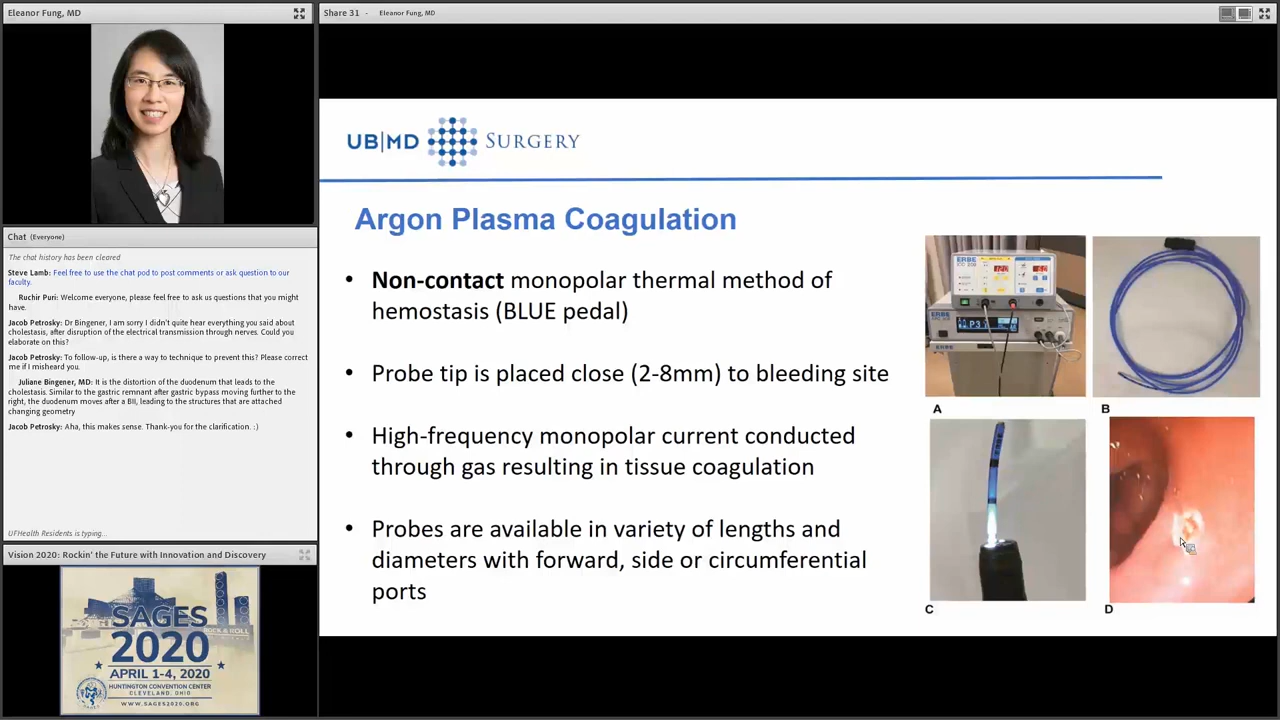 Eleanor Fung, MD
Share 31 - Eleanor Fung, MD
UB|MD SURGERY
Argon Plasma Coagulation
• Non-contact monopolar thermal method of
hemostasis (BLUE pedal)
• Probe tip is placed close (2-8mm) to bleeding site
• High-frequency monopolar current conducted
through gas resulting in tissue coagulation
• Probes are available in variety of lengths and
diameters with forward, side or circumferential
ports
ERBE
ERBE
A
B
C
D
Chat (Everyone)
The chat history has been cleared
Steve Lamb: Feel free to use the chat pod to post comments or ask question to our
faculty.
Ruchir Puri: Welcome everyone, please feel free to ask us questions that you might
have.
Jacob Petrosky: Dr Bingener, I am sorry I didn't quite hear everything you said about
cholestasis, after disruption of the electrical transmission through nerves. Could you
elaborate on this?
Jacob Petrosky: To follow-up, is there a way to technique to prevent this? Please correct
me if I misheard you.
Juliane Bingener, MD: It is the distortion of the duodenum that leads to the
cholestasis. Similar to the gastric remnant after gastric bypass moving further to the
right, the duodenum moves after a BII, leading to the structures that are attached
changing geometry
Jacob Petrosky: Aha, this makes sense. Thank-you for the clarification. :)
UFHealth Residents is typing...
Vision 2020: Rockin' the Future with Innovation and Discovery
SAGES
ROCK & ROLL
2020
APRIL 1-4, 2020
HUNTINGTON CONVENTION CENTER
CLEVELAND, OHIO
WWW.SAGES2020.ORG